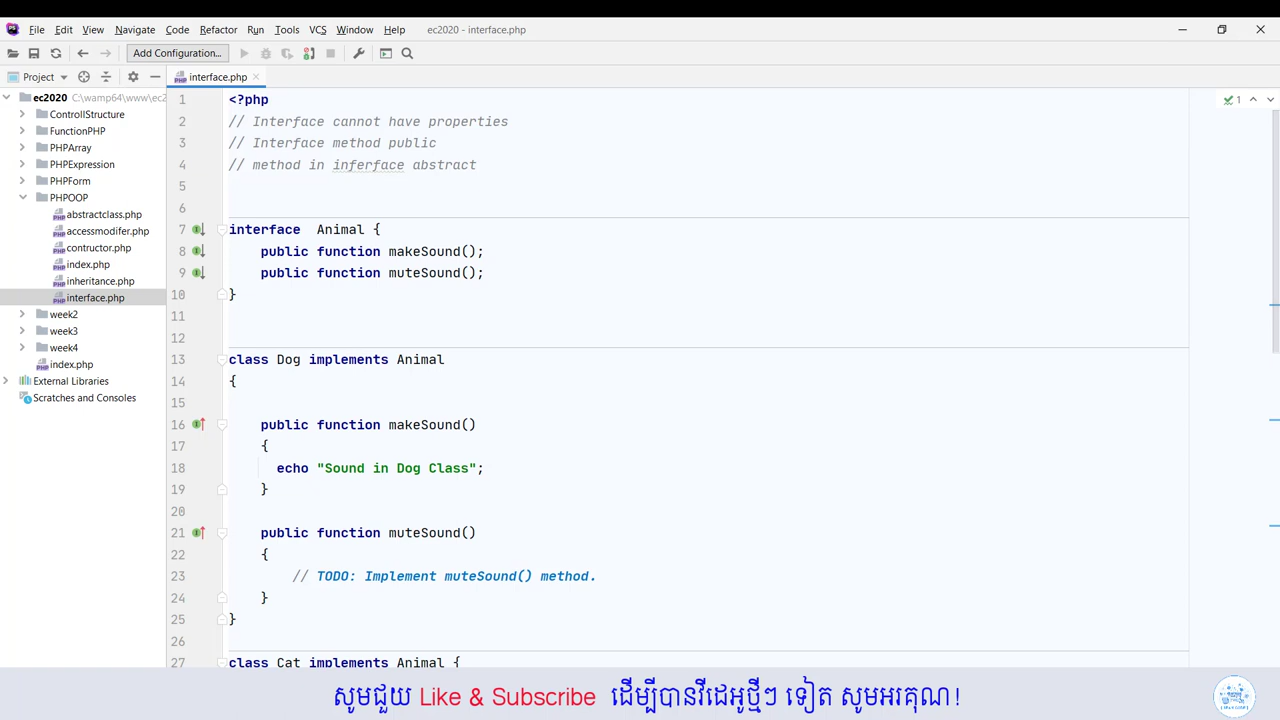 File Edit View Navigate Code Refactor Run Tools VCS Window Help ec2020 - interface.php
Add Configuration...
Project
interface.php
ec2020 C:\wamp64\www\ec2
ControllStructure
FunctionPHP
PHPArray
PHPExpression
PHPForm
PHPOOP
abstractclass.php
accessmodifer.php
contructor.php
index.php
inheritance.php
interface.php
week2
week3
week4
index.php
External Libraries
Scratches and Consoles
1 <?php
2 // Interface cannot have properties
3 // Interface method public
4 // method in inferface abstract
5
6
7 interface Animal {
8 public function makeSound();
9 public function muteSound();
10 }
11
12
13 class Dog implements Animal
14 {
15
16 public function makeSound()
17 {
18 echo "Sound in Dog Class";
19 }
20
21 public function muteSound()
22 {
23 // TODO: Implement muteSound() method.
24 }
25 }
26
27 class Cat implements Animal {
1
សូមជួយ Like & Subscribe ដើម្បីបានវីដេអូថ្មីៗ ទៀត សូមអរគុណ!